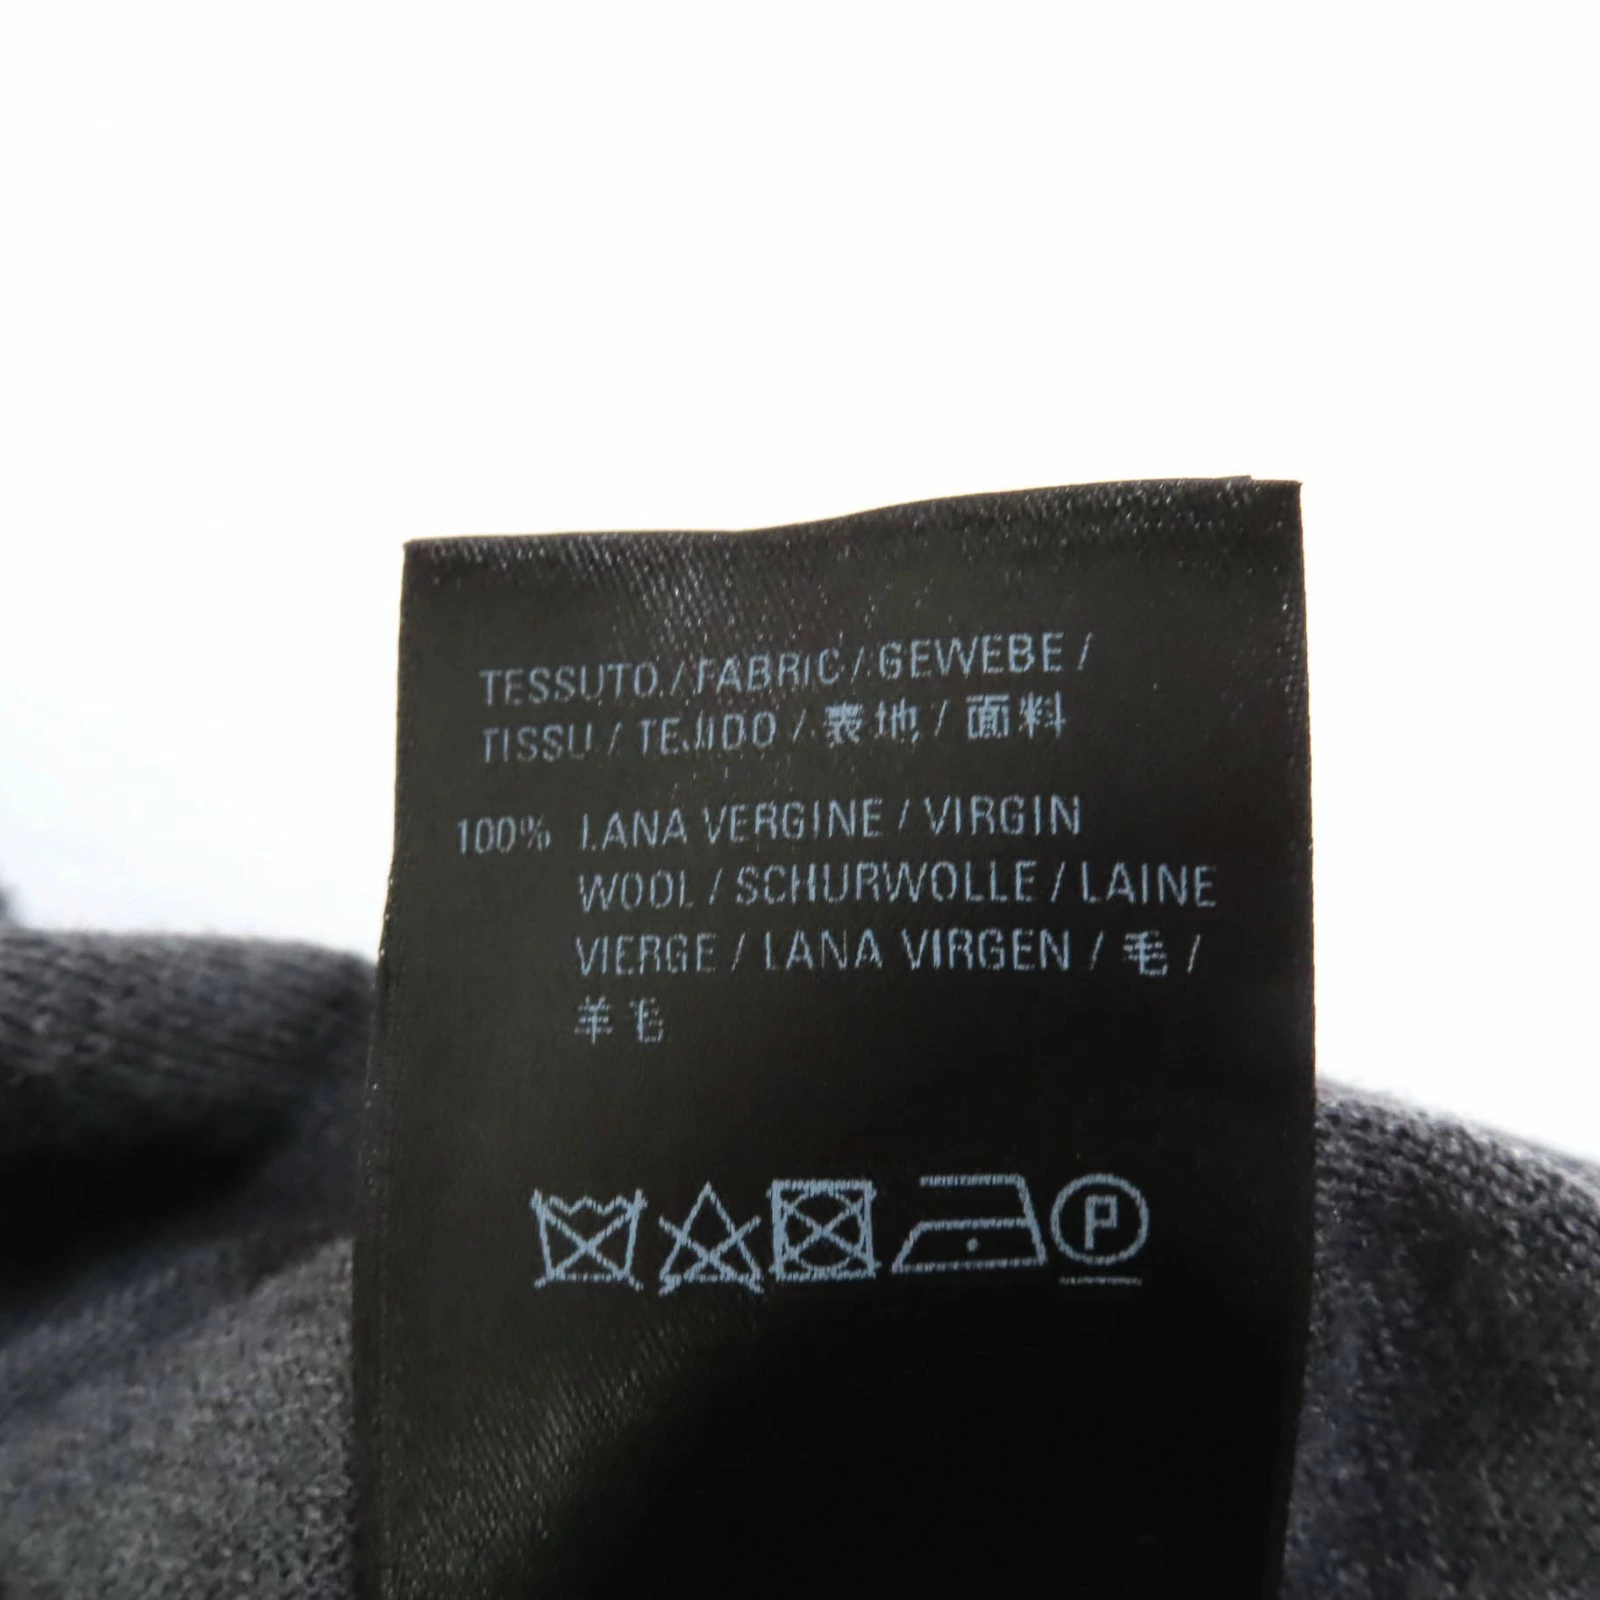 TESSUTO / FABRIC / GEWEBE /
TISSU / TEJIDO / 表地 / 面料
100% LANA VERGINE / VIRGIN
WOOL / SCHURWOLLE / LAINE
VIERGE / LANA VIRGEN / 毛 /
羊毛
P